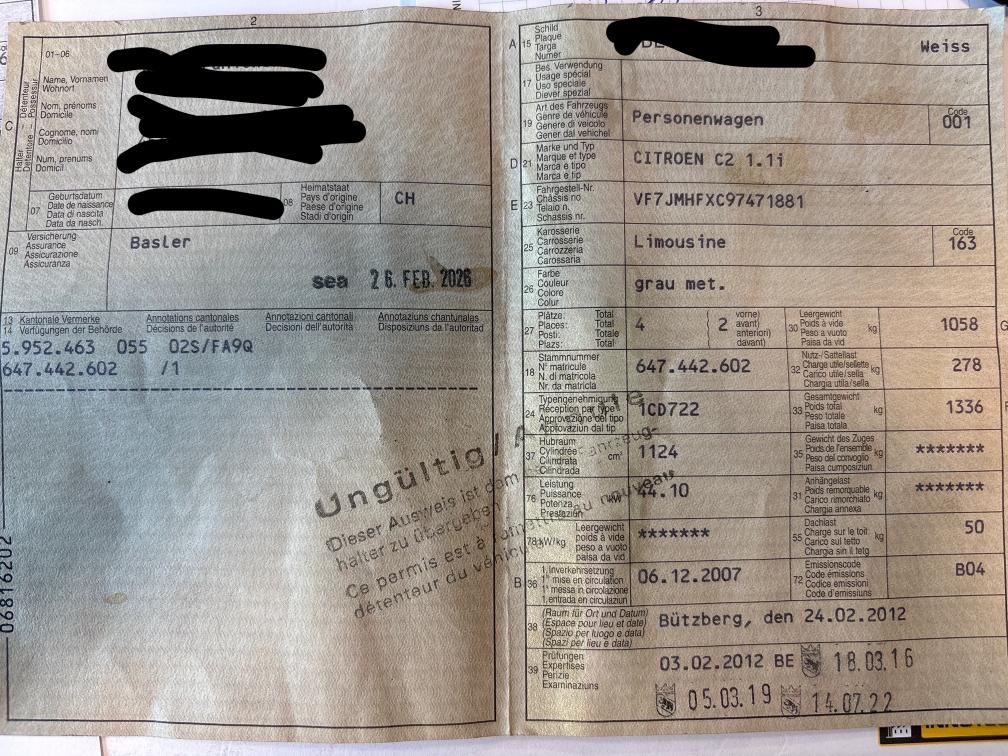 2
01-06
Halter – Détenteur
Detentore – Possessur
Name, Vornamen
Wohnort
Nom, prénoms
Domicile
Cognome, nomi
Domicilio
Num, prenums
Domicil
C
07
Geburtsdatum
Date de naissance
Data di nascita
Data da nasch.
08
Heimatstaat
Pays d'origine
Paese d'origine
Stadi d'origin
CH
09
Versicherung
Assurance
Assicurazione
Assicuranza
Basler
sea 26. FEB. 2026
13 Kantonale Vermerke Annotations cantonales Annotazioni cantonali Annotaziuns chantunales
14 Verfügungen der Behörde Décisions de l'autorité Decisioni dell'autorità Disposiziuns da l'autoritad
5.952.463 055 02S/FA9Q
647.442.602 /1
06816202
Ungültig / A
Dieser Ausweis ist dem Fahrzeug-
halter zu übergeben
Ce permis est à remettre au nouveau
détenteur du véhicule
3
A 15
Schild
Plaque
Targa
Numer
BE
Weiss
17
Bes. Verwendung
Usage spécial
Uso speciale
Diever spezial
19
Art des Fahrzeugs
Genre de véhicule
Genere di veicolo
Gener dal vehichel
Personenwagen
Code
001
D 21
Marke und Typ
Marque et type
Marca e tipo
Marca e tip
CITROEN C2 1.1i
E 23
Fahrgestell-Nr.
Châssis no
Telaio n.
Schassis nr.
VF7JMHFXC97471881
25
Karosserie
Carrosserie
Carrozzeria
Carossaria
Limousine
Code
163
26
Farbe
Couleur
Colore
Colur
grau met.
27
Plätze: Total
Places: Total
Posti: Totale
Plazs: Total
4
2
vorne)
avant)
anteriori)
davant)
30
Leergewicht
Poids à vide
Peso a vuoto
Paisa da vid
kg
1058
G
18
Stammnummer
N° matricule
N. di matricola
Nr. da matricla
647.442.602
32
Nutz-/Sattellast
Charge utile/sellette
Carico utile/sella
Chargia utila/sella
kg
278
24
Typengenehmigung
Réception par type
Approvazione del tipo
Approvaziun dal tip
1CD722
33
Gesamtgewicht
Poids total
Peso totale
Paisa totala
kg
1336
37
Hubraum
Cylindrée
Cilindrata
Cilindrada
cm³
1124
35
Gewicht des Zuges
Poids de l'ensemble
Peso del convoglio
Paisa cumposiziun
kg
*******
76
Leistung
Puissance
Potenza
Prestaziun
44.10
31
Anhängelast
Poids remorquable
Carico rimorchiato
Chargia annexa
kg
*******
78 kW/kg
Leergewicht
poids à vide
peso a vuoto
paisa da vid
*******
55
Dachlast
Charge sur le toit
Carico sul tetto
Chargia sin il tetg
kg
50
B 36
1. Inverkehrsetzung
1re mise en circulation
1a messa in circolazione
1. entrada en circulaziun
06.12.2007
72
Emissionscode
Code émissions
Codice emissioni
Code d'emissiuns
B04
38
(Raum für Ort und Datum)
(Espace pour lieu et date)
(Spazio per luogo e data)
(Spazi per lieu e data)
Bützberg, den 24.02.2012
39
Prüfungen
Expertises
Perizie
Examinaziuns
03.02.2012 BE 18.03.16
05.03.19 14.07.22